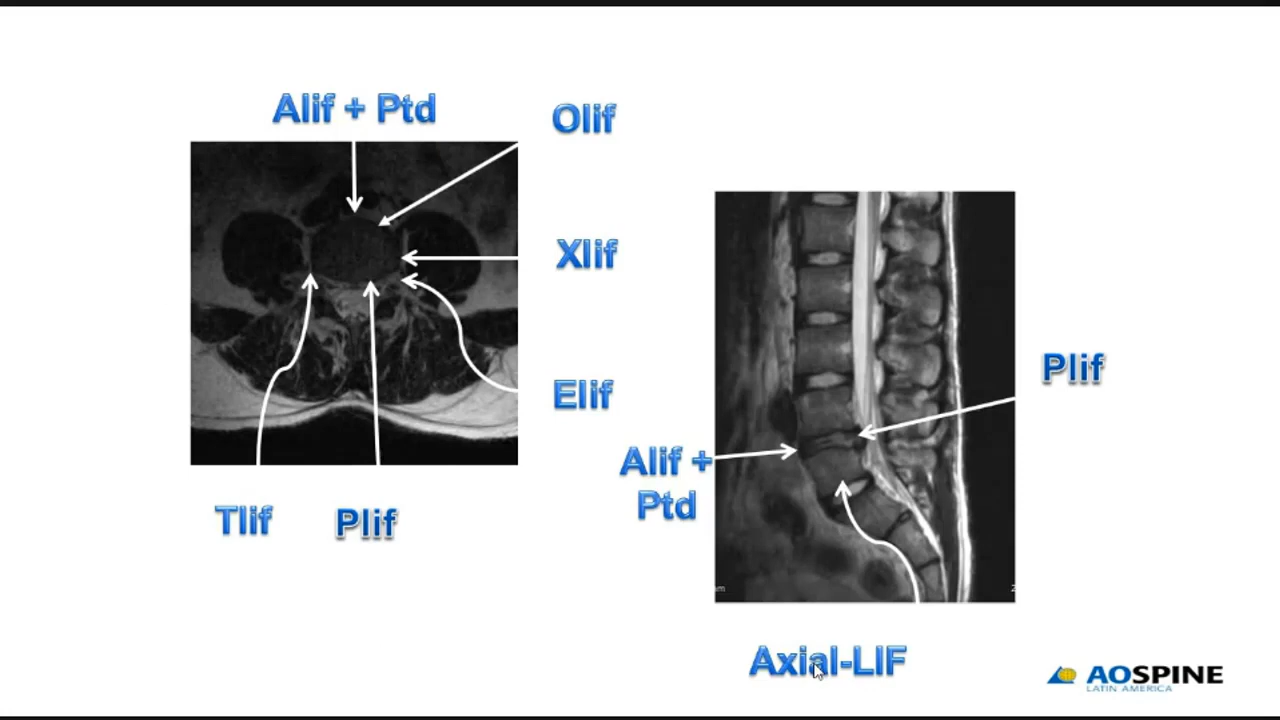 Alif + Ptd
Olif
Xlif
Elif
Tlif
Plif
Plif
Alif +
Ptd
Axial-LIF
AOSPINE
LATIN AMERICA